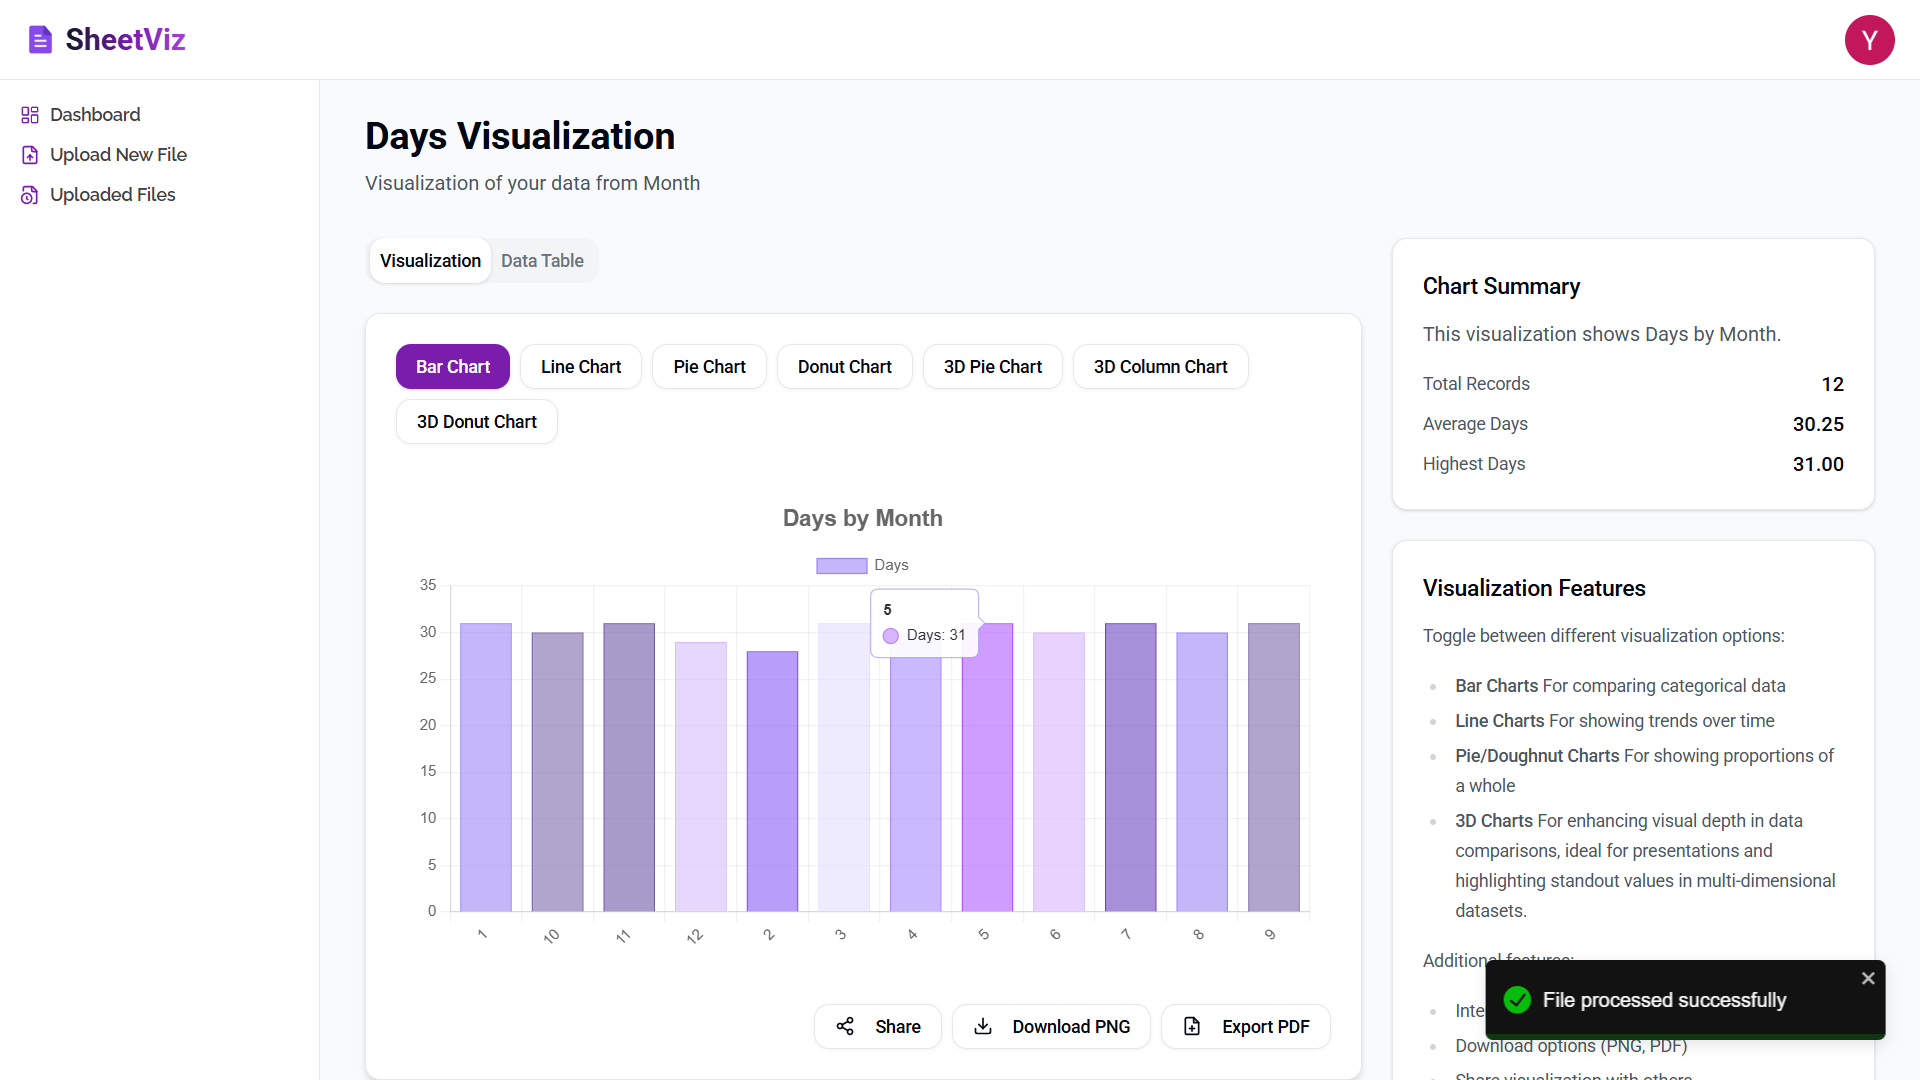 SheetViz
Y
Dashboard
Upload New File
Uploaded Files
Days Visualization
Visualization of your data from Month
Visualization
Data Table
Bar Chart
Line Chart
Pie Chart
Donut Chart
3D Pie Chart
3D Column Chart
3D Donut Chart
Days by Month
Days
35
30
25
20
15
10
5
0
5
Days: 31
1
10
11
12
2
3
4
5
6
7
8
9
Share
Download PNG
Export PDF
Chart Summary
This visualization shows Days by Month.
Total Records 12
Average Days 30.25
Highest Days 31.00
Visualization Features
Toggle between different visualization options:
Bar Charts For comparing categorical data
Line Charts For showing trends over time
Pie/Doughnut Charts For showing proportions of
a whole
3D Charts For enhancing visual depth in data
comparisons, ideal for presentations and
highlighting standout values in multi-dimensional
datasets.
Additional features:
File processed successfully
Download options (PNG, PDF)
Share visualization with others